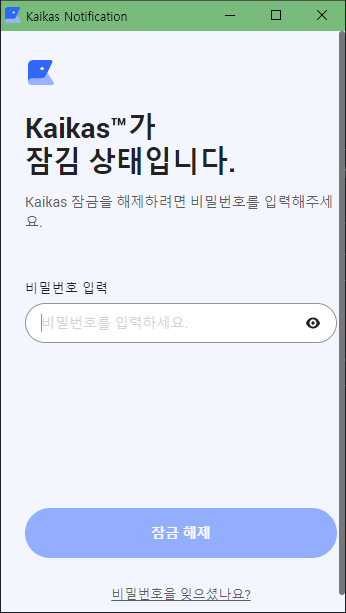 Kaikas Notification
Kaikas™가
잠김 상태입니다.
Kaikas 잠금을 해제하려면 비밀번호를 입력해주세
요.
비밀번호 입력
비밀번호를 입력하세요.
잠금 해제
비밀번호을 잊으셨나요?